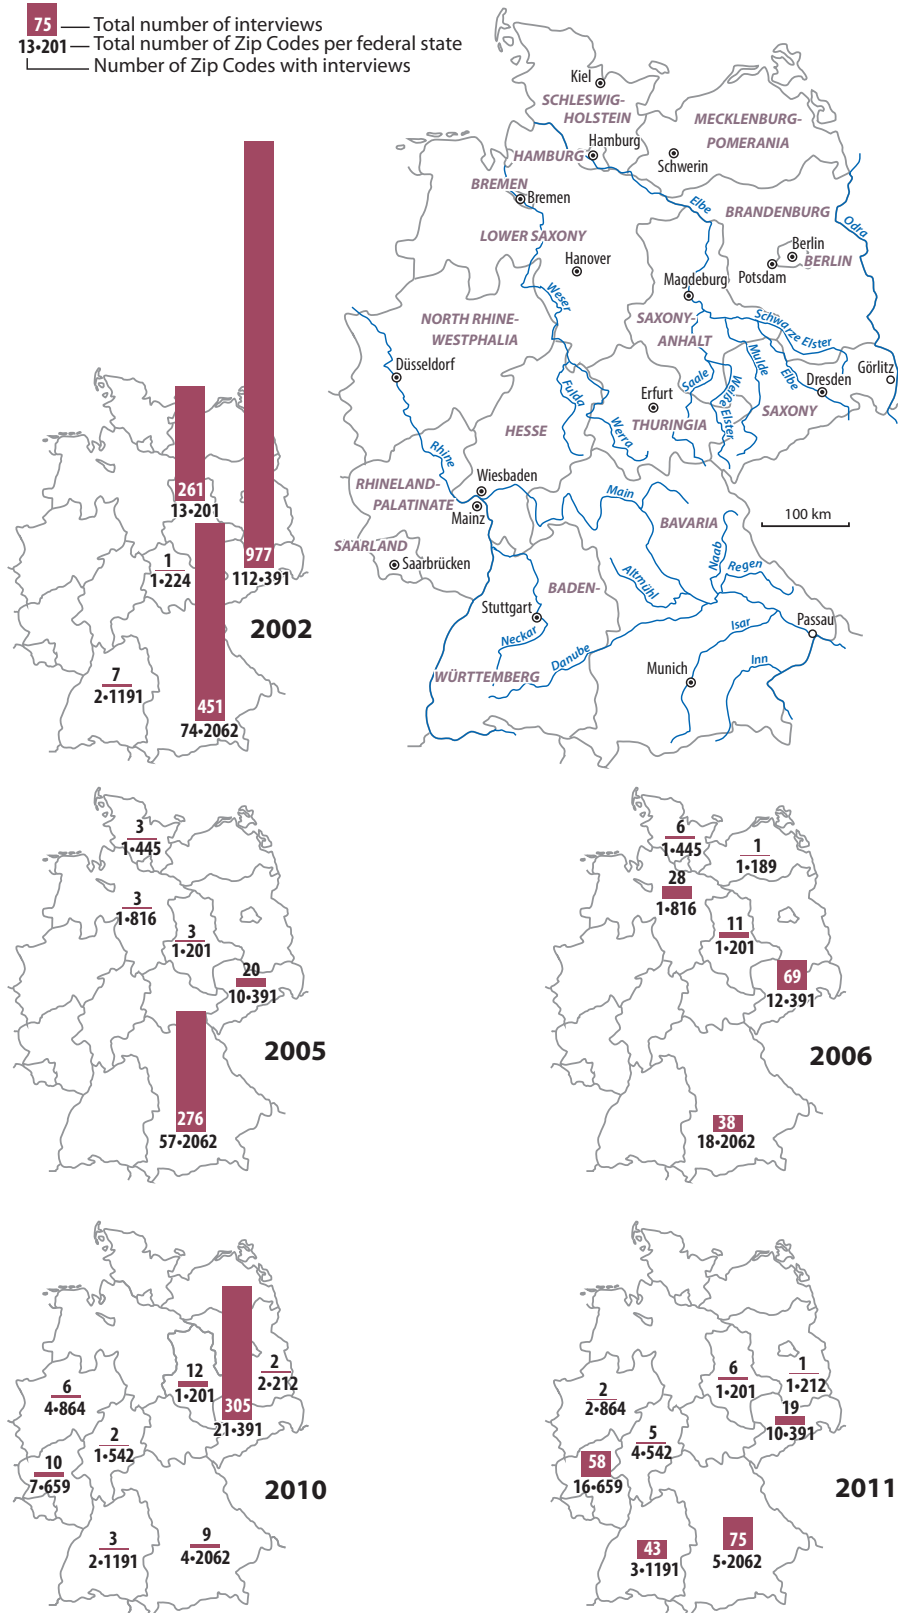 75 Total number of interviews
13•201 Total number of Zip Codes per federal state
Number of Zip Codes with interviews
Kiel
SCHLESWIG-
HOLSTEIN
MECKLENBURG-
POMERANIA
Hamburg
HAMBURG
Schwerin
BREMEN
Bremen
Elbe
BRANDENBURG
Odra
LOWER SAXONY
Berlin
BERLIN
Hanover
Potsdam
Magdeburg
Weser
NORTH RHINE-
WESTPHALIA
SAXONY-
ANHALT
Schwarze Elster
Mulde
Elbe
Düsseldorf
Görlitz
Saale
Weiße Elster
Dresden
Fulda
Erfurt
SAXONY
HESSE
Werra
THURINGIA
Rhine
RHINELAND-
PALATINATE
Wiesbaden
Mainz
Main
BAVARIA
100 km
SAARLAND
Saarbrücken
Naab
Regen
Altmühl
BADEN-
Stuttgart
Neckar
Danube
Isar
Passau
WÜRTTEMBERG
Munich
Inn
261
13•201
977
112•391
1
1•224
2002
7
2•1191
451
74•2062
3
1•445
3
1•816
3
1•201
20
10•391
2005
276
57•2062
6
1•445
1
1•189
28
1•816
11
1•201
69
12•391
2006
38
18•2062
12
1•201
2
2•212
6
4•864
305
21•391
2
1•542
10
7•659
2010
3
2•1191
9
4•2062
6
1•201
1
1•212
2
2•864
19
10•391
5
4•542
58
16•659
2011
43
3•1191
75
5•2062